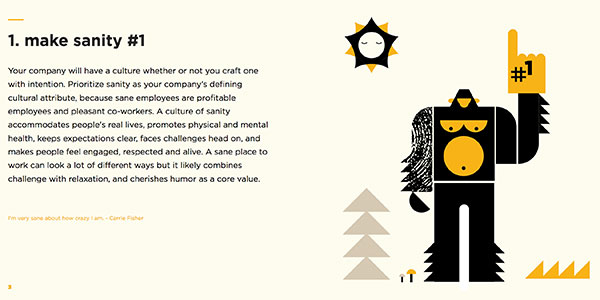 1. make sanity #1
Your company will have a culture whether or not you craft one
with intention. Prioritize sanity as your company's defining
cultural attribute, because sane employees are profitable
employees and pleasant co-workers. A culture of sanity
accommodates people's real lives, promotes physical and mental
health, keeps expectations clear, faces challenges head on, and
makes people feel engaged, respected and alive. A sane place to
work can look a lot of different ways but it likely combines
challenge with relaxation, and cherishes humor as a core value.
I'm very sane about how crazy I am. - Carrie Fisher
3
#1